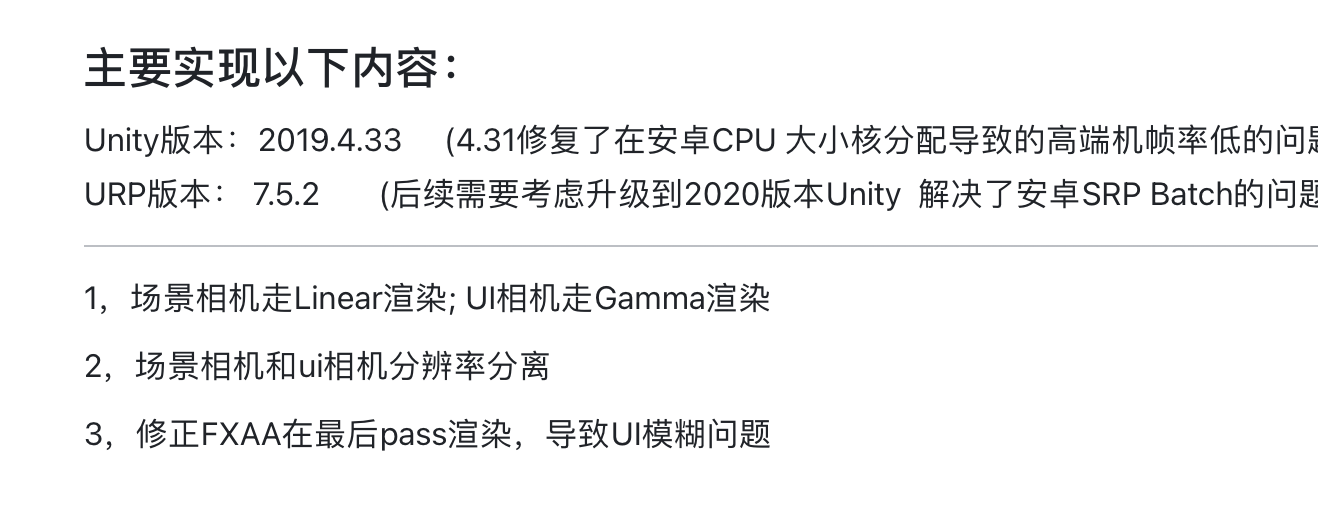 主要实现以下内容：
Unity版本：2019.4.33 (4.31修复了在安卓CPU 大小核分配导致的高端机帧率低的问
URP版本： 7.5.2 (后续需要考虑升级到2020版本Unity 解决了安卓SRP Batch的问
1，场景相机走Linear渲染; UI相机走Gamma渲染
2，场景相机和ui相机分辨率分离
3，修正FXAA在最后pass渲染，导致UI模糊问题